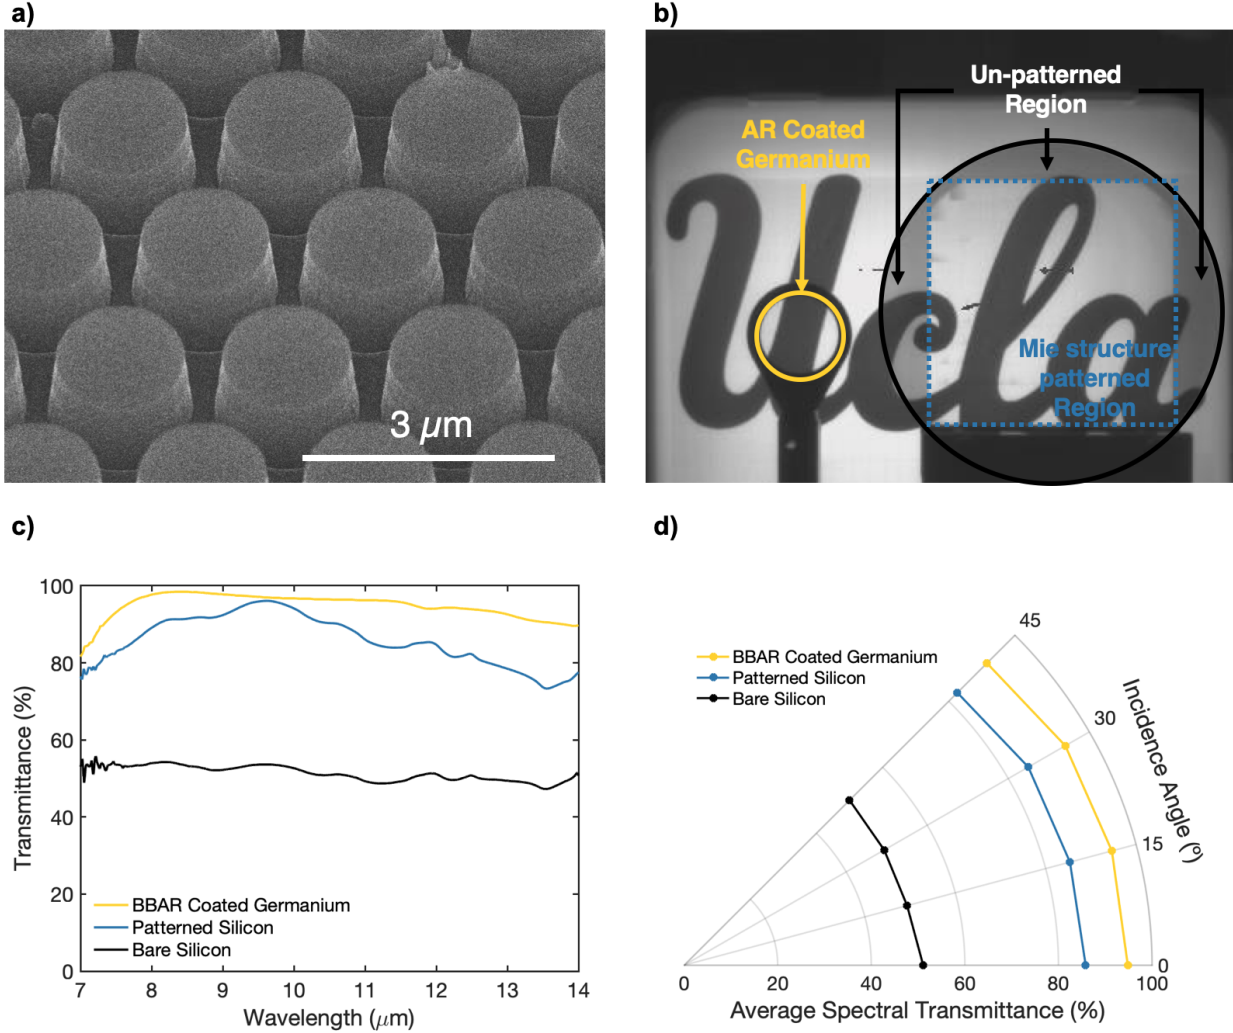 a)
3 μm
b)
Un-patterned
Region
AR Coated
Germanium
Ucla
Mie structure
patterned
Region
c)
100
80
60
40
20
0
Transmittance (%)
BBAR Coated Germanium
Patterned Silicon
Bare Silicon
7 8 9 10 11 12 13 14
Wavelength (μm)
d)
BBAR Coated Germanium
Patterned Silicon
Bare Silicon
45
30
15
0
Incidence Angle (º)
0 20 40 60 80 100
Average Spectral Transmittance (%)